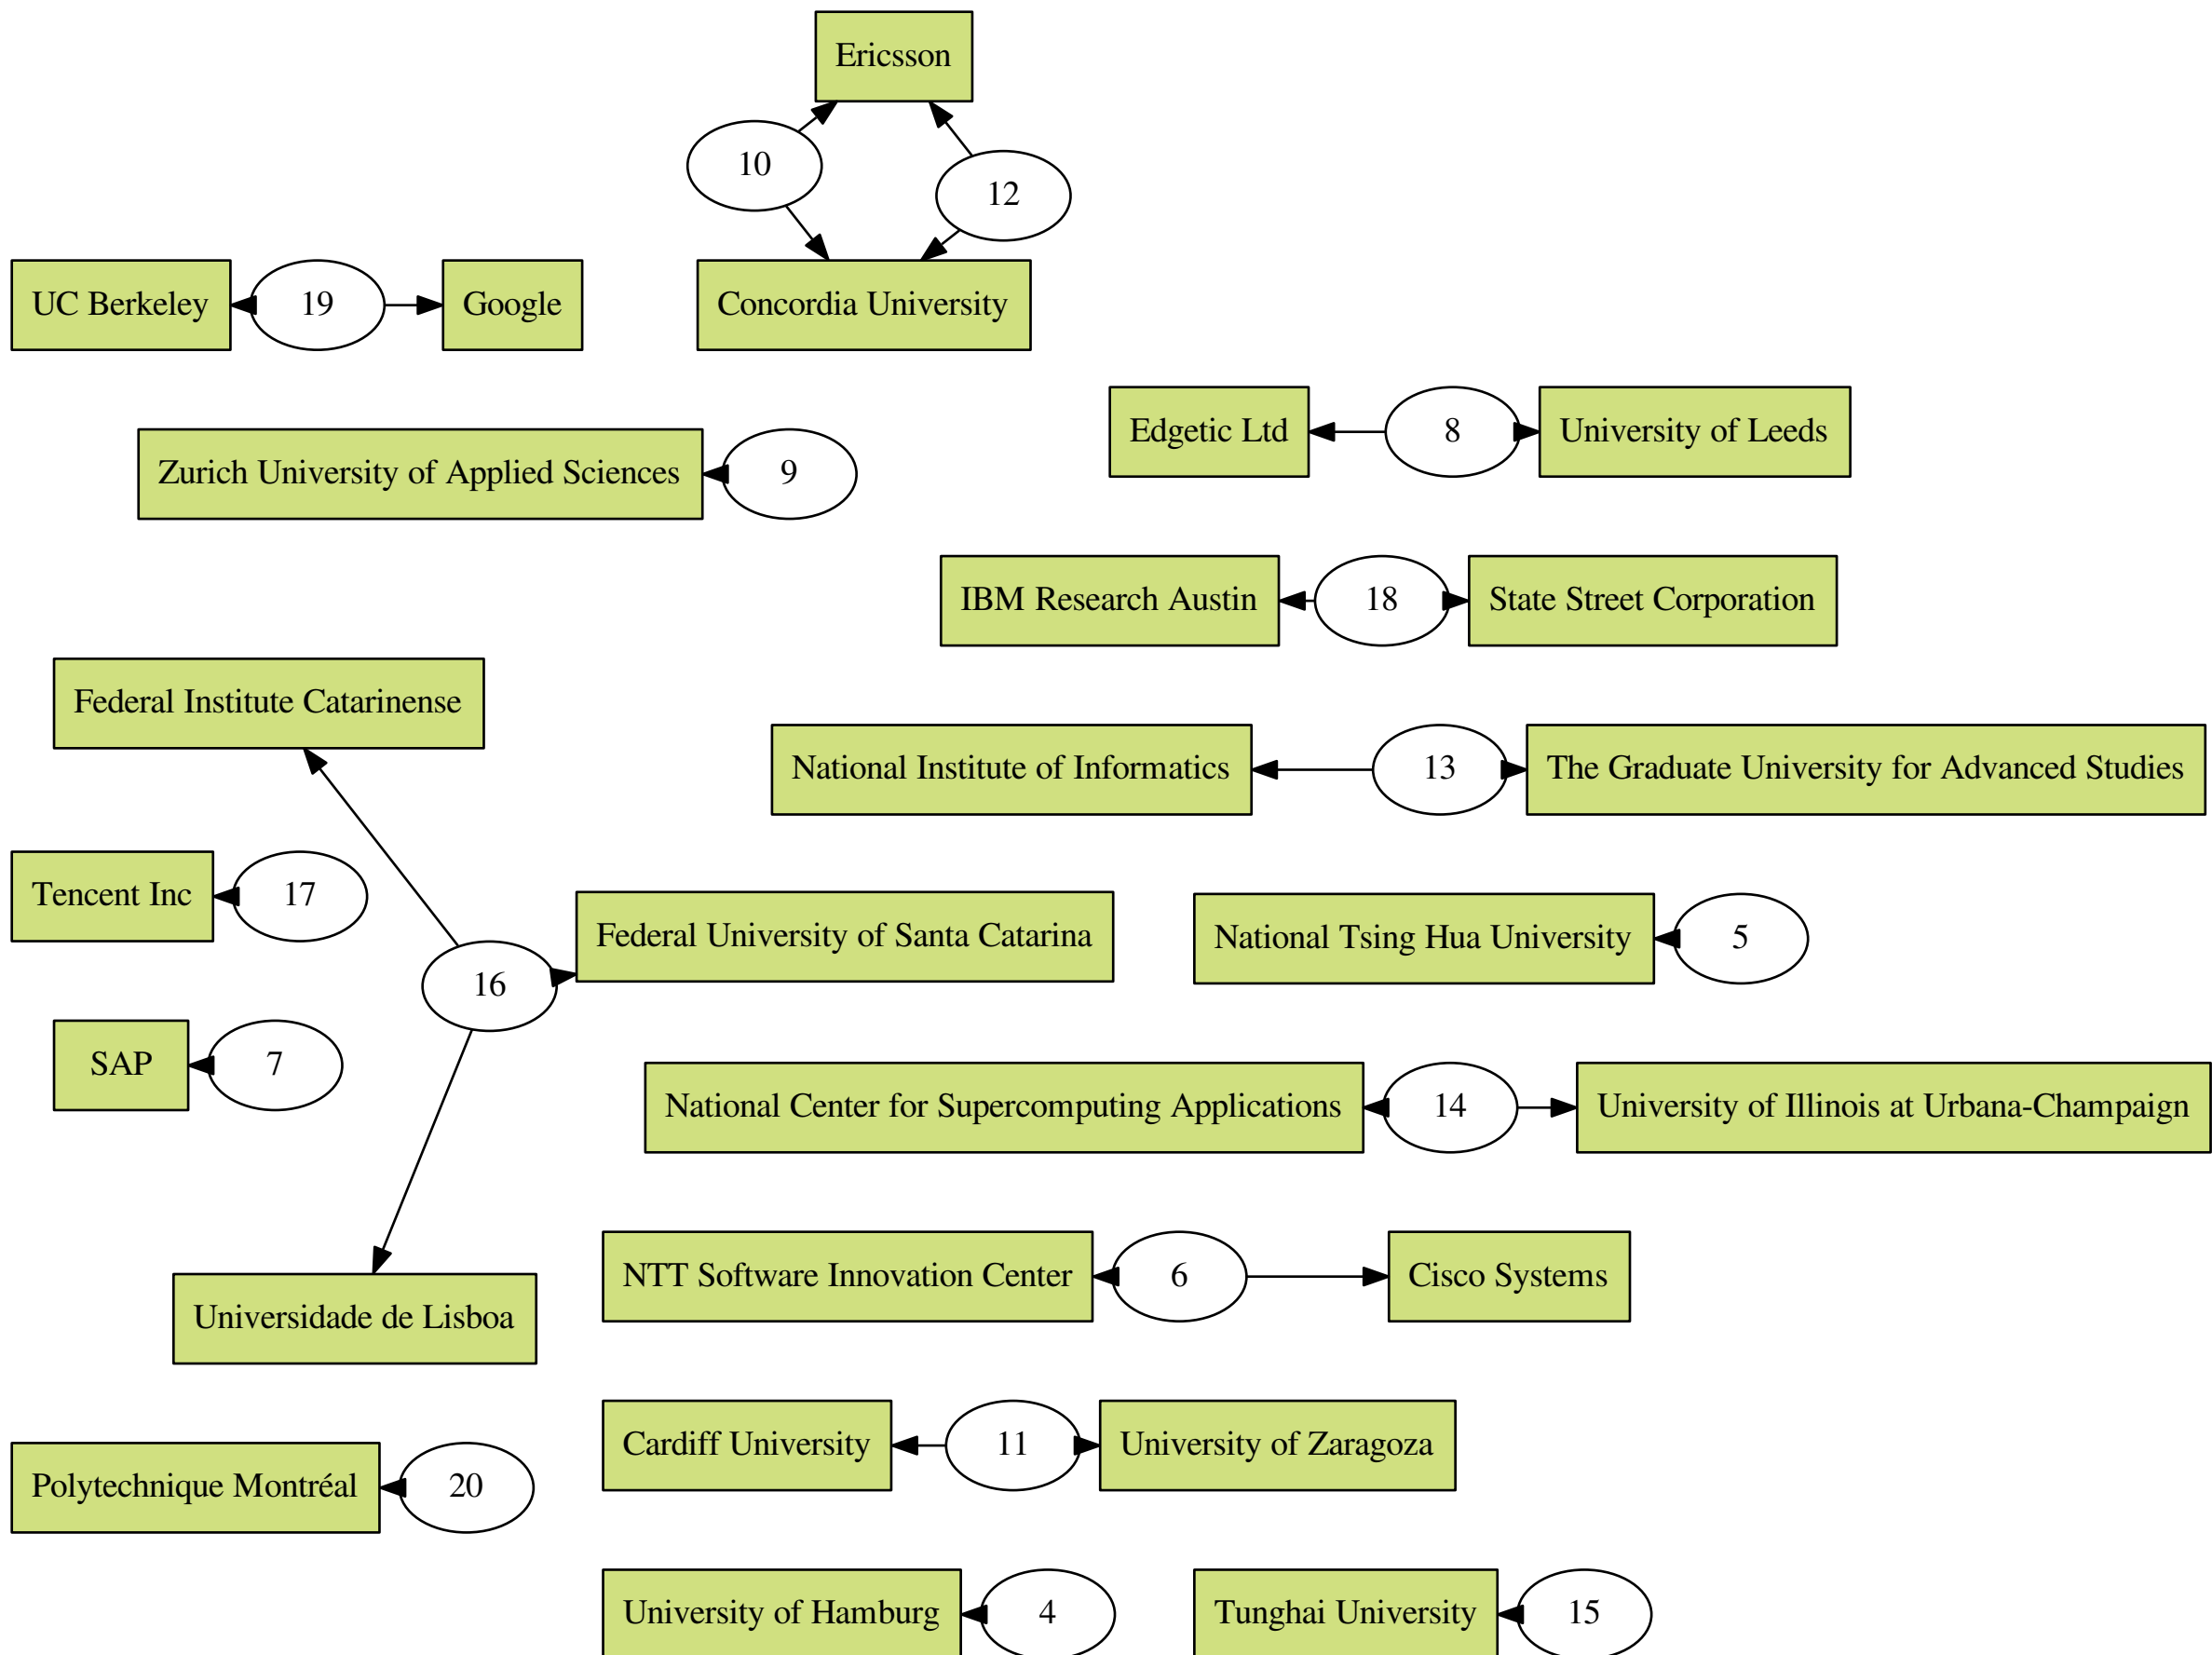 Ericsson
10
12
UC Berkeley
19
Google
Concordia University
Edgetic Ltd
8
University of Leeds
Zurich University of Applied Sciences
9
IBM Research Austin
18
State Street Corporation
Federal Institute Catarinense
National Institute of Informatics
13
The Graduate University for Advanced Studies
Tencent Inc
17
Federal University of Santa Catarina
National Tsing Hua University
5
16
SAP
7
National Center for Supercomputing Applications
14
University of Illinois at Urbana-Champaign
NTT Software Innovation Center
6
Cisco Systems
Universidade de Lisboa
Cardiff University
11
University of Zaragoza
Polytechnique Montréal
20
University of Hamburg
4
Tunghai University
15